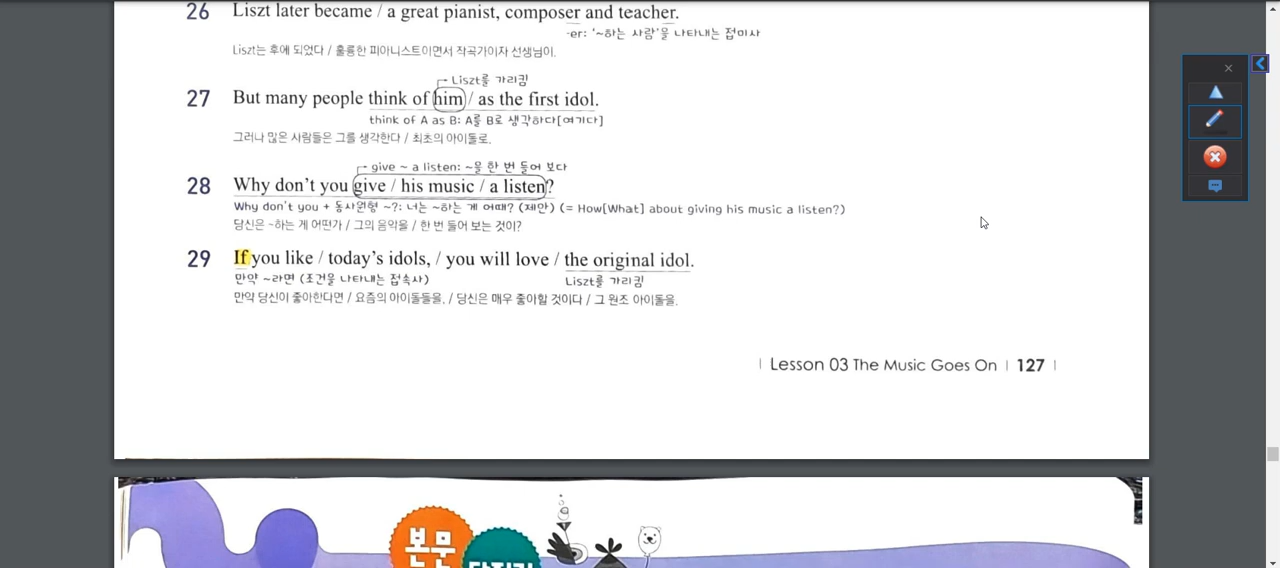 26 Liszt later became / a great pianist, composer and teacher.
-er: '~하는 사람'을 나타내는 접미사
Liszt는 후에 되었다 / 훌륭한 피아니스트이면서 작곡가이자 선생님이.
Liszt를 가리킴
27 But many people think of him / as the first idol.
think of A as B: A를 B로 생각하다[여기다]
그러나 많은 사람들은 그를 생각한다 / 최초의 아이돌로.
give ~ a listen: ~을 한 번 들어 보다
28 Why don't you give / his music / a listen?
Why don't you + 동사원형 ~?: 너는 ~하는 게 어때? (제안) (= How[What] about giving his music a listen?)
당신은 ~하는 게 어떤가 / 그의 음악을 / 한 번 들어 보는 것이?
29 If you like / today's idols, / you will love / the original idol.
만약 ~라면 (조건을 나타내는 접속사) Liszt를 가리킴
만약 당신이 좋아한다면 / 요즘의 아이돌들을, / 당신은 매우 좋아할 것이다 / 그 원조 아이돌을.
Lesson 03 The Music Goes On | 127
본문